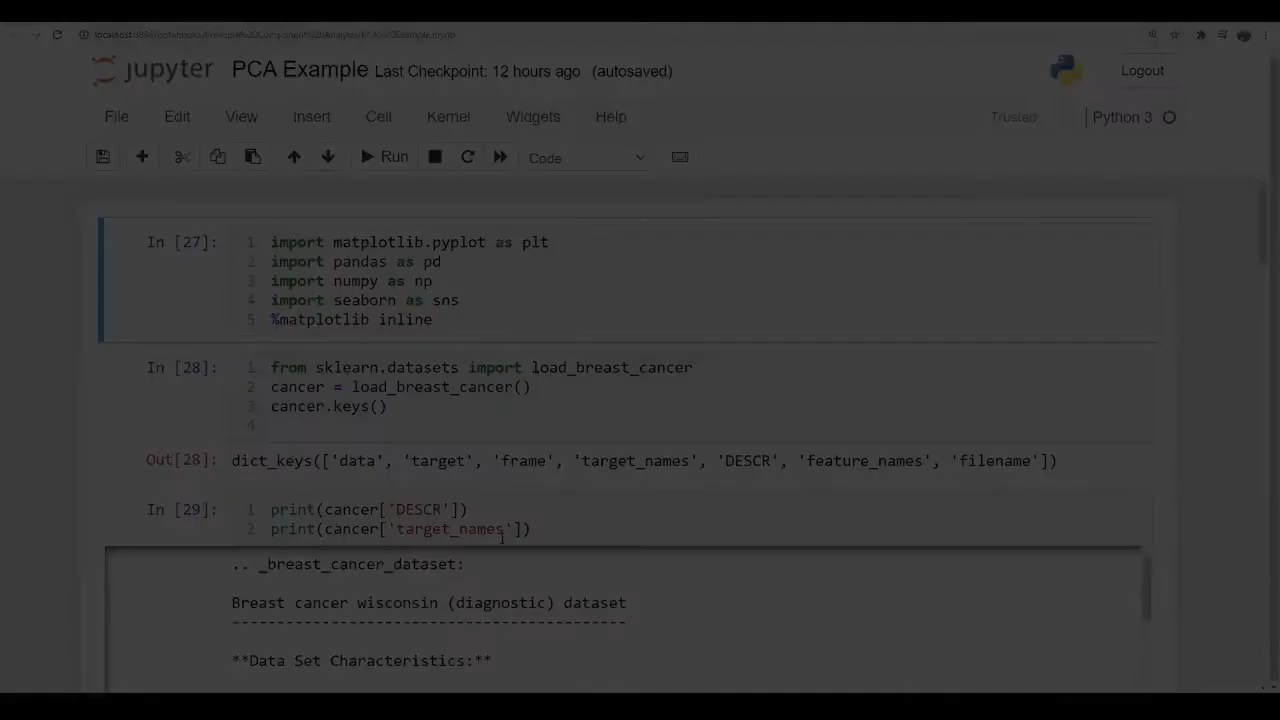 jupyter PCA Example Last Checkpoint: 12 hours ago (autosaved) Logout
File Edit View Insert Cell Kernel Widgets Help Trusted Python 3
Run Code
In [27]:
1 import matplotlib.pyplot as plt
2 import pandas as pd
3 import numpy as np
4 import seaborn as sns
5 %matplotlib inline
In [28]:
1 from sklearn.datasets import load_breast_cancer
2 cancer = load_breast_cancer()
3 cancer.keys()
4
Out[28]: dict_keys(['data', 'target', 'frame', 'target_names', 'DESCR', 'feature_names', 'filename'])
In [29]:
1 print(cancer['DESCR'])
2 print(cancer['target_names'])
.. _breast_cancer_dataset:
Breast cancer wisconsin (diagnostic) dataset
--------------------------------------------
**Data Set Characteristics:**